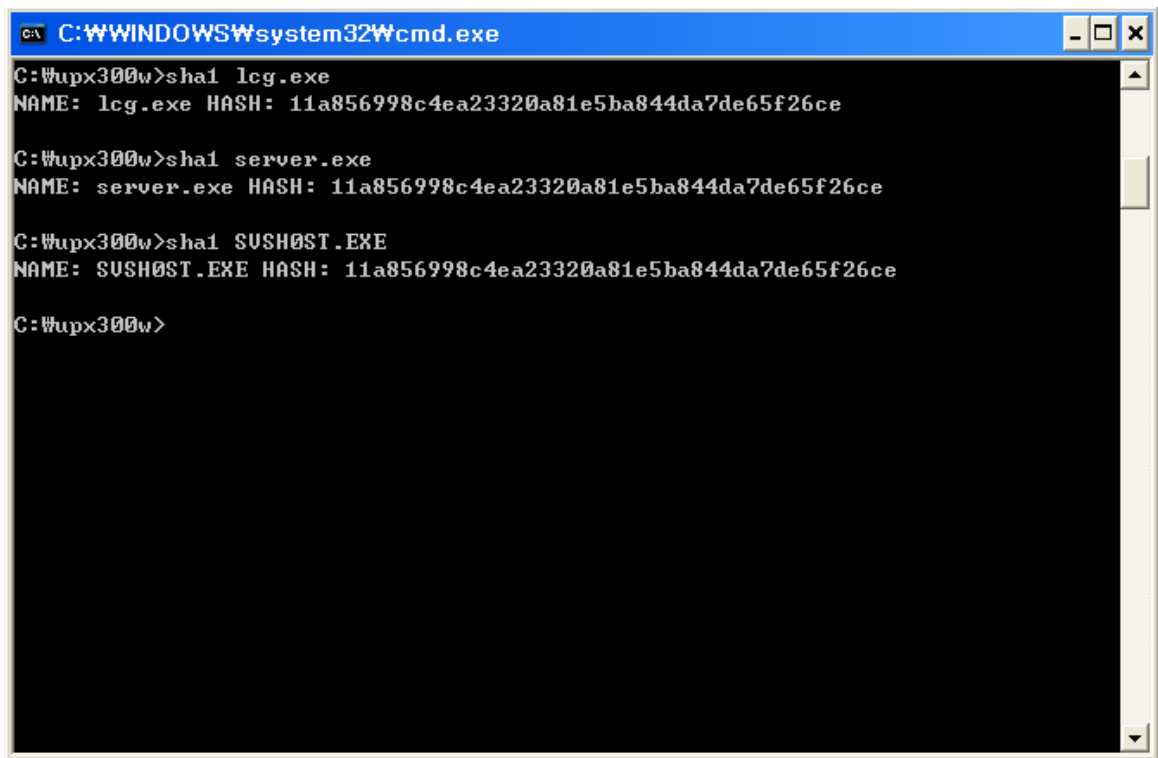 C:₩WINDOWS₩system32₩cmd.exe
C:₩upx300w>sha1 lcg.exe
NAME: lcg.exe HASH: 11a856998c4ea23320a81e5ba844da7de65f26ce
C:₩upx300w>sha1 server.exe
NAME: server.exe HASH: 11a856998c4ea23320a81e5ba844da7de65f26ce
C:₩upx300w>sha1 SVSH0ST.EXE
NAME: SVSH0ST.EXE HASH: 11a856998c4ea23320a81e5ba844da7de65f26ce
C:₩upx300w>